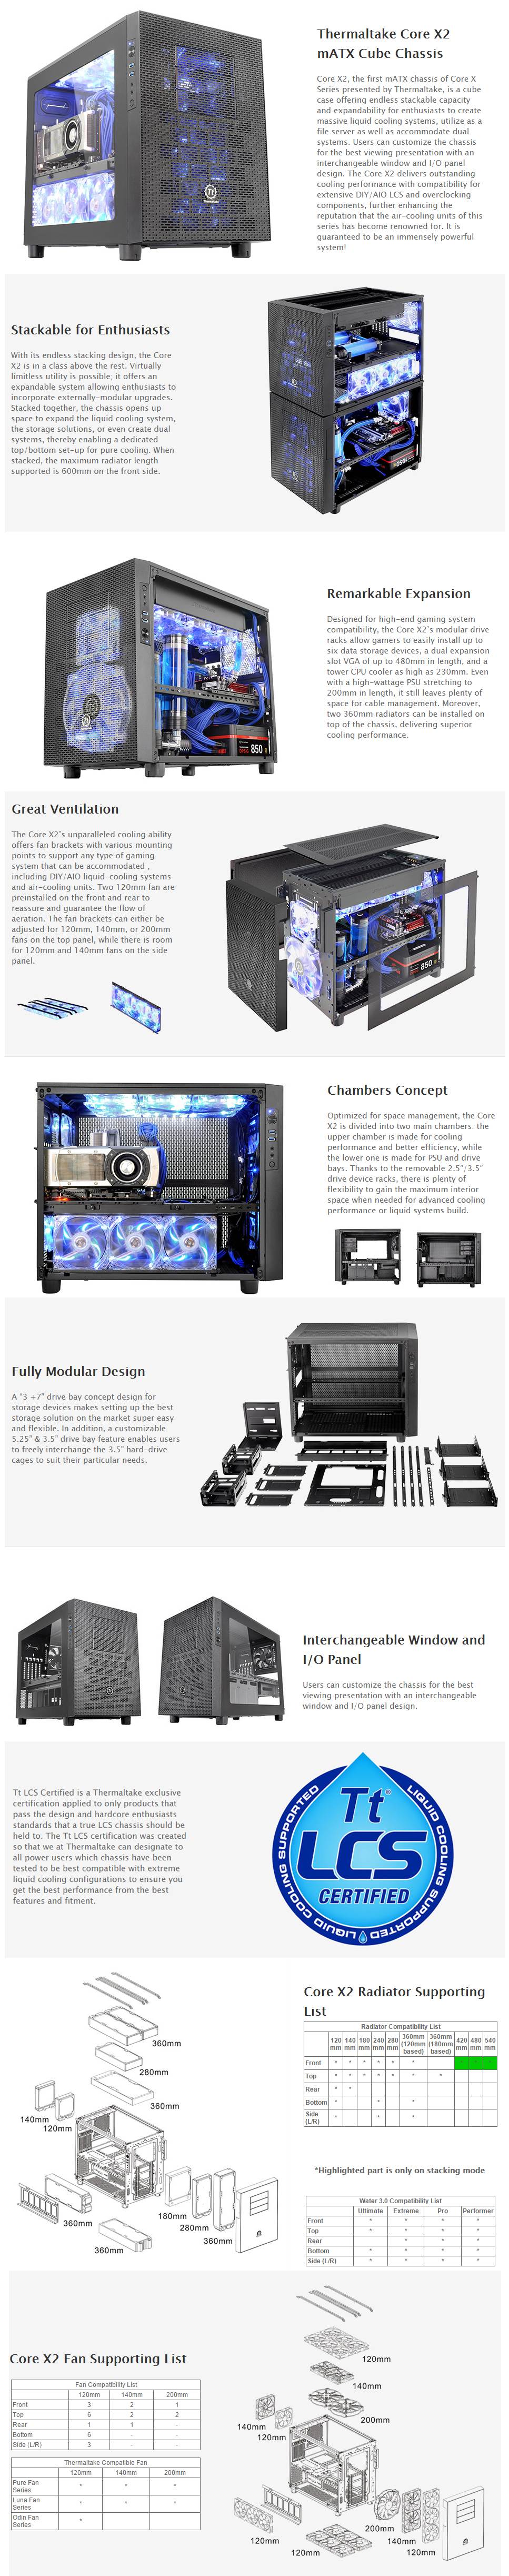 Thermaltake Core X2
mATX Cube Chassis
Core X2, the first mATX chassis of Core X
Series presented by Thermaltake, is a cube
case offering endless stackable capacity
and expandability for enthusiasts to create
massive liquid cooling systems, utilize as a
file server as well as accommodate dual
systems. Users can customize the chassis
for the best viewing presentation with an
interchangeable window and I/O panel
design. The Core X2 delivers outstanding
cooling performance with compatibility for
extensive DIY/AIO LCS and overclocking
components, further enhancing the
reputation that the air-cooling units of this
series has become renowned for. It is
guaranteed to be an immensely powerful
system!
Stackable for Enthusiasts
With its endless stacking design, the Core
X2 is in a class above the rest. Virtually
limitless utility is possible; it offers an
expandable system allowing enthusiasts to
incorporate externally-modular upgrades.
Stacked together, the chassis opens up
space to expand the liquid cooling system,
the storage solutions, or even create dual
systems, thereby enabling a dedicated
top/bottom set-up for pure cooling. When
stacked, the maximum radiator length
supported is 600mm on the front side.
Remarkable Expansion
Designed for high-end gaming system
compatibility, the Core X2's modular drive
racks allow gamers to easily install up to
six data storage devices, a dual expansion
slot VGA of up to 480mm in length, and a
tower CPU cooler as high as 230mm. Even
with a high-wattage PSU stretching to
200mm in length, it still leaves plenty of
space for cable management. Moreover,
two 360mm radiators can be installed on
top of the chassis, delivering superior
cooling performance.
850
Great Ventilation
The Core X2's unparalleled cooling ability
offers fan brackets with various mounting
points to support any type of gaming
system that can be accommodated ,
including DIY/AIO liquid-cooling systems
and air-cooling units. Two 120mm fan are
preinstalled on the front and rear to
reassure and guarantee the flow of
aeration. The fan brackets can either be
adjusted for 120mm, 140mm, or 200mm
fans on the top panel, while there is room
for 120mm and 140mm fans on the side
panel.
850
Chambers Concept
Optimized for space management, the Core
X2 is divided into two main chambers: the
upper chamber is made for cooling
performance and better efficiency, while
the lower one is made for PSU and drive
bays. Thanks to the removable 2.5"/3.5"
drive device racks, there is plenty of
flexibility to gain the maximum interior
space when needed for advanced cooling
performance or liquid systems build.
Fully Modular Design
A "3 +7" drive bay concept design for
storage devices makes setting up the best
storage solution on the market super easy
and flexible. In addition, a customizable
5.25" & 3.5" drive bay feature enables users
to freely interchange the 3.5" hard-drive
cages to suit their particular needs.
Interchangeable Window and
I/O Panel
Users can customize the chassis for the best
viewing presentation with an interchangeable
window and I/O panel design.
Tt LCS Certified is a Thermaltake exclusive
certification applied to only products that
pass the design and hardcore enthusiasts
standards that a true LCS chassis should be
held to. The Tt LCS certification was created
so that we at Thermaltake can designate to
all power users which chassis have been
tested to be best compatible with extreme
liquid cooling configurations to ensure you
get the best performance from the best
features and fitment.
Tt®
LCS
CERTIFIED
LIQUID COOLING SUPPORTED
LIQUID COOLING SUPPORTED
360mm
280mm
360mm
140mm
120mm
360mm
360mm
180mm
280mm
360mm
Core X2 Radiator Supporting
List
Radiator Compatibility List
120 mm 140 mm 180 mm 240 mm 280 mm 360mm (120mm based) 360mm (180mm based) 420 mm 480 mm 540 mm
Front * * * * * *
Top * * * * * * *
Rear * *
Bottom * * *
Side (L/R) * * *
*Highlighted part is only on stacking mode
Water 3.0 Compatibility List
Ultimate Extreme Pro Performer
Front * * * *
Top * * * *
Rear * * *
Bottom * * * *
Side (L/R) * * * *
Core X2 Fan Supporting List
Fan Compatibility List
120mm 140mm 200mm
Front 3 2 1
Top 6 2 2
Rear 1 1 -
Bottom 6 - -
Side (L/R) 3 - -
Thermaltake Compatible Fan
120mm 140mm 200mm
Pure Fan Series * * *
Luna Fan Series * * *
Odin Fan Series *
120mm
140mm
200mm
140mm
120mm
120mm
120mm
200mm
140mm
120mm